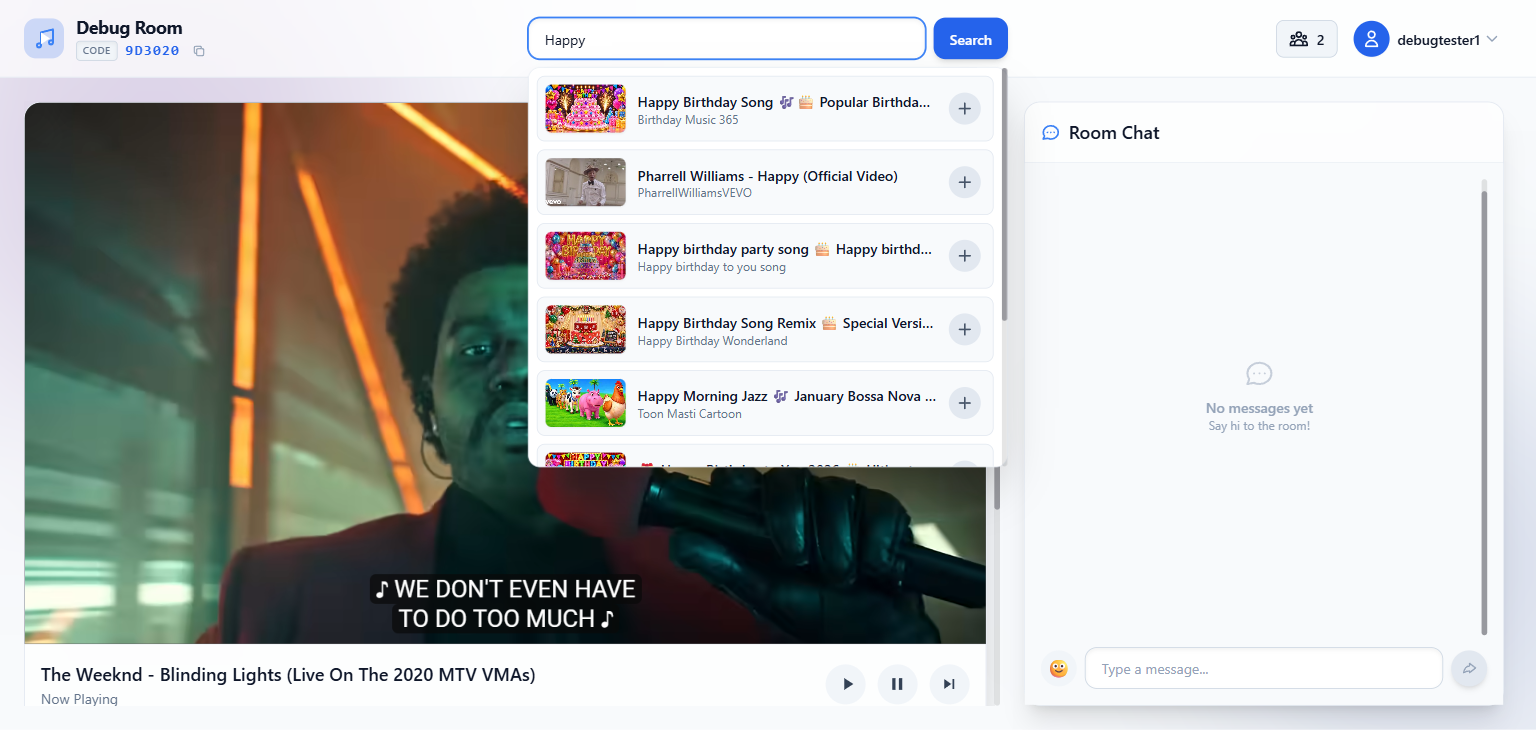 Debug Room
CODE 9D3020
Happy
Search
2
debugtester1
Happy Birthday Song 🎶 🎂 Popular Birthda...
Birthday Music 365
Pharrell Williams - Happy (Official Video)
PharrellWilliamsVEVO
vevo
Happy birthday party song 🎂 Happy birthd...
Happy birthday to you song
Happy Birthday Song Remix 🎂 Special Versi...
Happy Birthday Wonderland
Happy Morning Jazz 🎶 January Bossa Nova ...
Toon Masti Cartoon
♪ WE DON'T EVEN HAVE
TO DO TOO MUCH ♪
The Weeknd - Blinding Lights (Live On The 2020 MTV VMAs)
Now Playing
Room Chat
No messages yet
Say hi to the room!
Type a message...